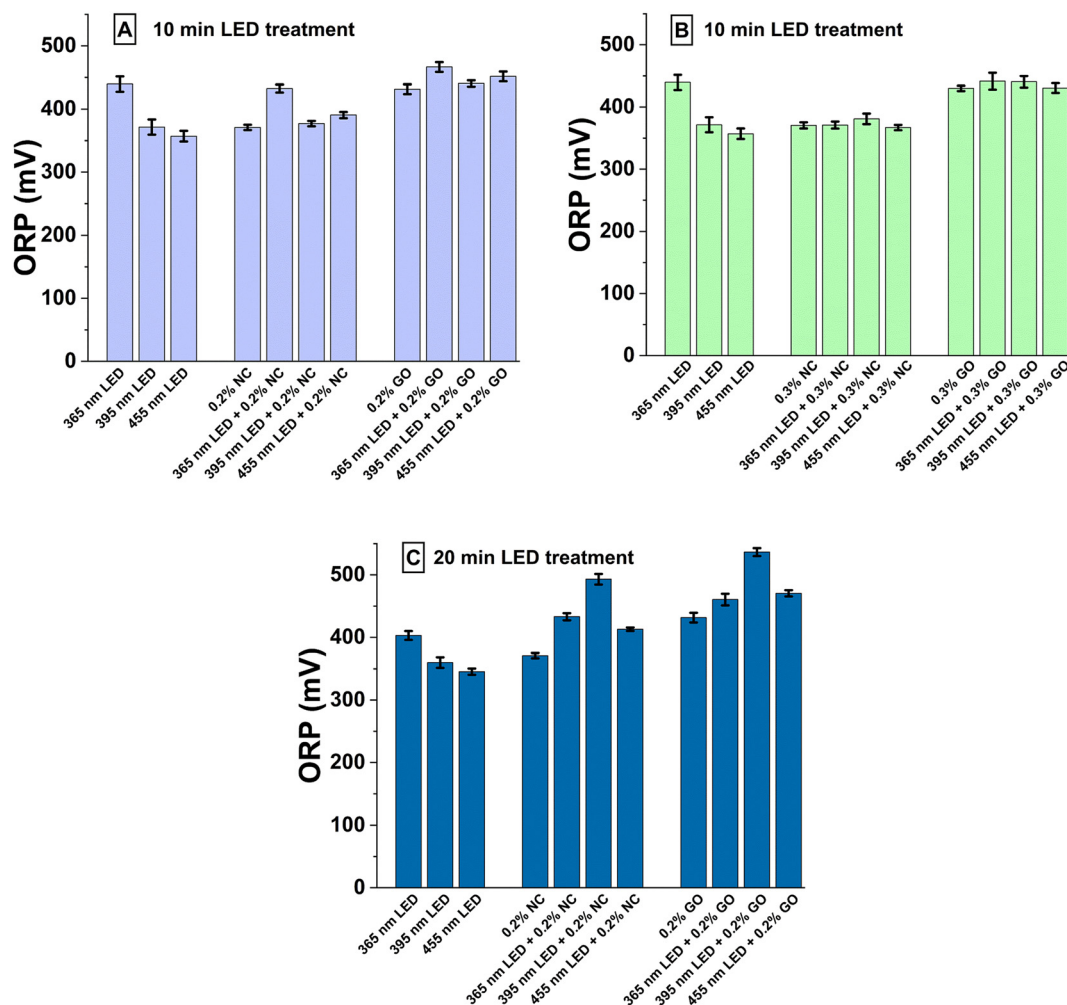 A 10 min LED treatment
ORP (mV)
500
400
300
200
100
0
365 nm LED
395 nm LED
455 nm LED
0.2% NC
365 nm LED + 0.2% NC
395 nm LED + 0.2% NC
455 nm LED + 0.2% NC
0.2% GO
365 nm LED + 0.2% GO
395 nm LED + 0.2% GO
455 nm LED + 0.2% GO
B 10 min LED treatment
ORP (mV)
500
400
300
200
100
0
365 nm LED
395 nm LED
455 nm LED
0.3% NC
365 nm LED + 0.3% NC
395 nm LED + 0.3% NC
455 nm LED + 0.3% NC
0.3% GO
365 nm LED + 0.3% GO
395 nm LED + 0.3% GO
455 nm LED + 0.3% GO
C 20 min LED treatment
ORP (mV)
500
400
300
200
100
0
365 nm LED
395 nm LED
455 nm LED
0.2% NC
365 nm LED + 0.2% NC
395 nm LED + 0.2% NC
455 nm LED + 0.2% NC
0.2% GO
365 nm LED + 0.2% GO
395 nm LED + 0.2% GO
455 nm LED + 0.2% GO